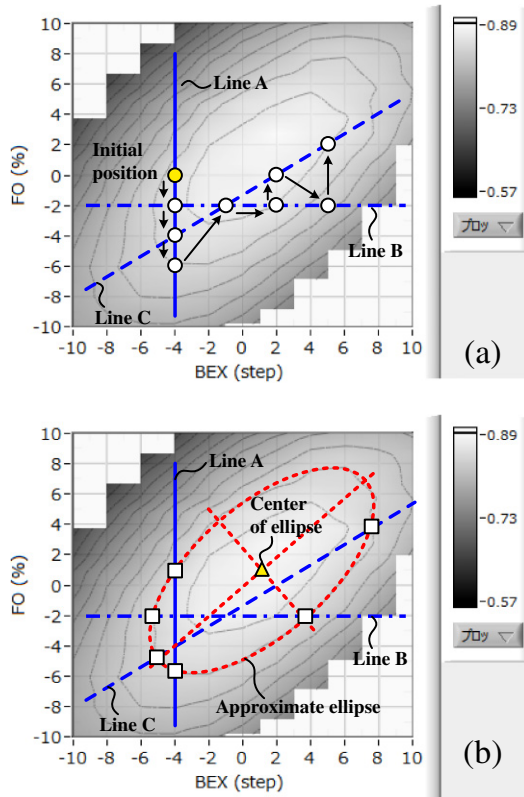 10
8
6
4
2
0
-2
-4
-6
-8
-10
FO (%)
Line A
Initial
position
Line B
Line C
-10 -8 -6 -4 -2 0 2 4 6 8 10
BEX (step)
-0.89
-0.73
-0.57
プロッ
(a)
10
8
6
4
2
0
-2
-4
-6
-8
-10
FO (%)
Line A
Center
of ellipse
Line B
Line C
Approximate ellipse
-10 -8 -6 -4 -2 0 2 4 6 8 10
BEX (step)
-0.89
-0.73
-0.57
プロッ
(b)